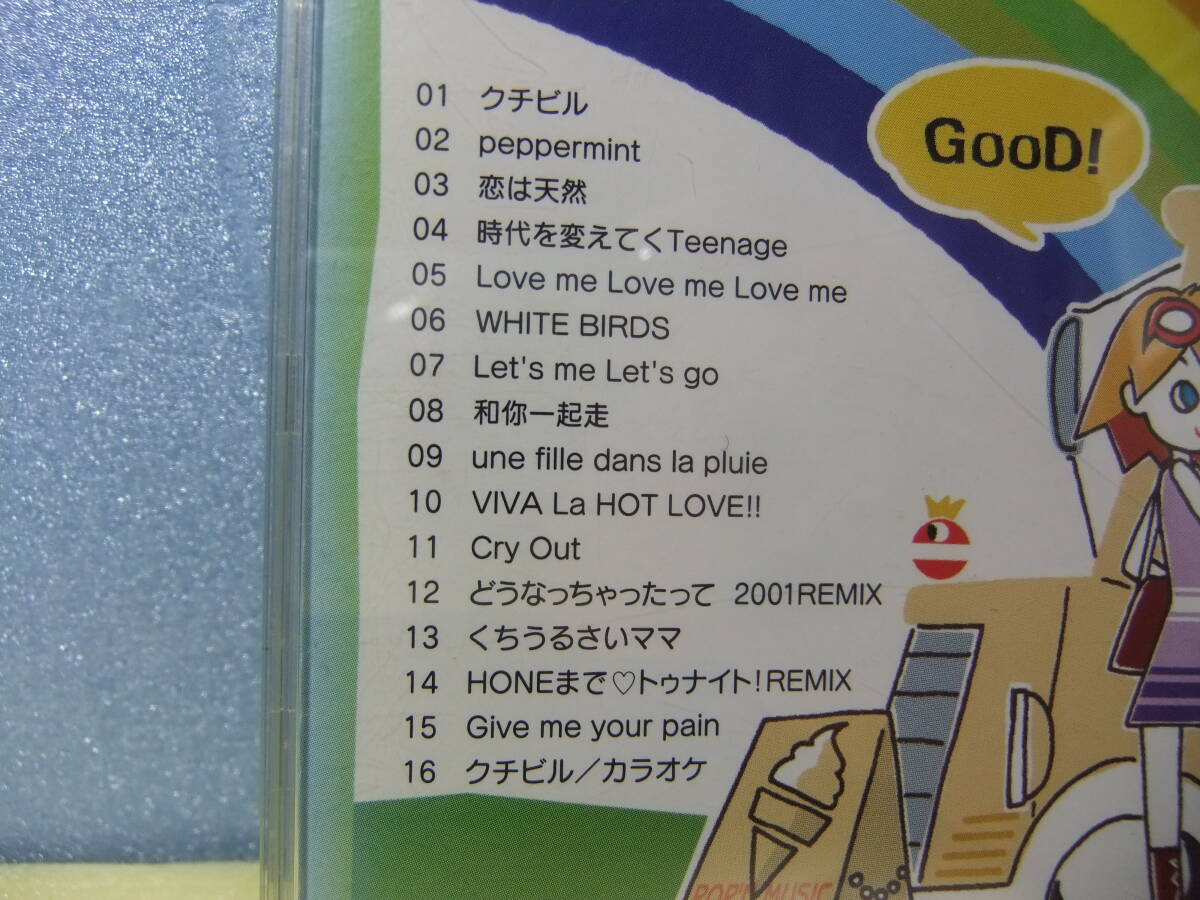 01 クチビル
02 peppermint
03 恋は天然
04 時代を変えてくTeenage
05 Love me Love me Love me
06 WHITE BIRDS
07 Let's me Let's go
08 和你一起走
09 une fille dans la pluie
10 VIVA La HOT LOVE!!
11 Cry Out
12 どうなっちゃったって 2001REMIX
13 くちうるさいママ
14 HONEまで♡トゥナイト!REMIX
15 Give me your pain
16 クチビル／カラオケ
GooD!
POP'N MUSIC